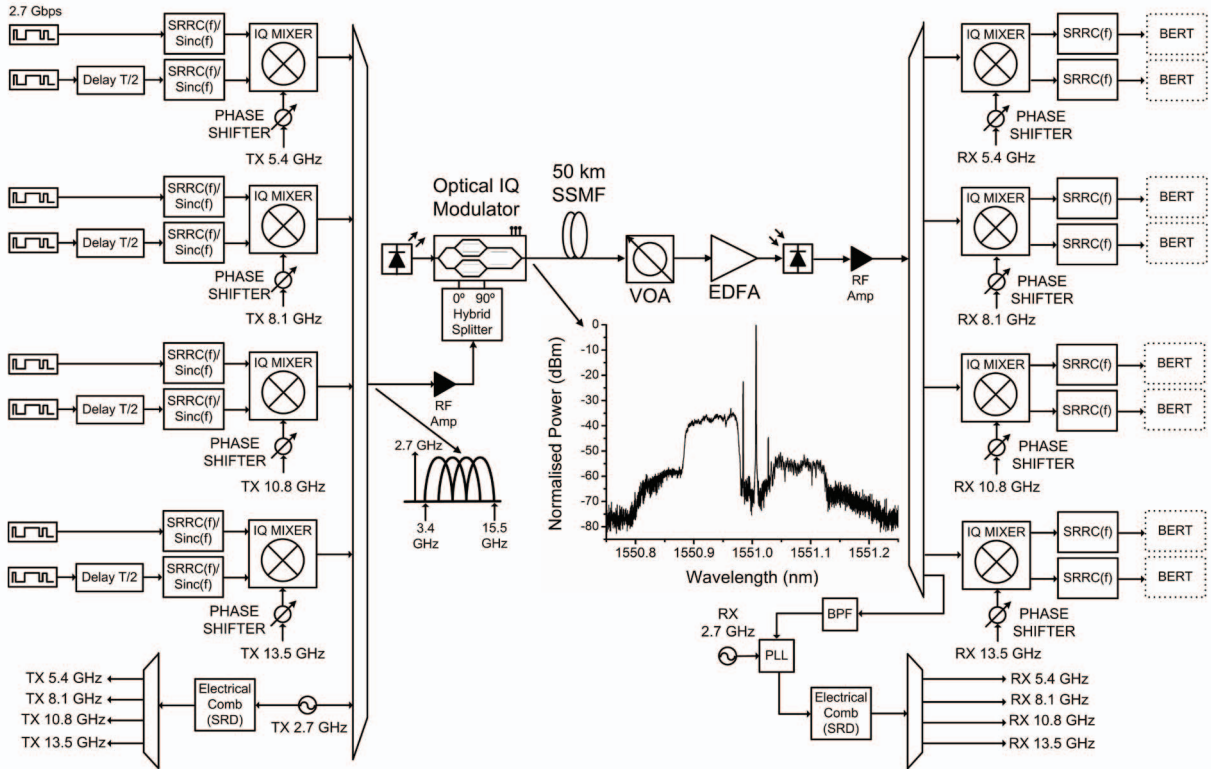 2.7 Gbps
SRRC(f)/
Sinc(f)
IQ MIXER
Delay T/2
SRRC(f)/
Sinc(f)
PHASE
SHIFTER
TX 5.4 GHz
SRRC(f)/
Sinc(f)
IQ MIXER
Delay T/2
SRRC(f)/
Sinc(f)
PHASE
SHIFTER
TX 8.1 GHz
SRRC(f)/
Sinc(f)
IQ MIXER
Delay T/2
SRRC(f)/
Sinc(f)
PHASE
SHIFTER
TX 10.8 GHz
SRRC(f)/
Sinc(f)
IQ MIXER
Delay T/2
SRRC(f)/
Sinc(f)
PHASE
SHIFTER
TX 13.5 GHz
TX 5.4 GHz
TX 8.1 GHz
TX 10.8 GHz
TX 13.5 GHz
Electrical
Comb
(SRD)
TX 2.7 GHz
Optical IQ
Modulator
0º 90º
Hybrid
Splitter
RF
Amp
2.7 GHz
3.4
GHz
15.5
GHz
50 km
SSMF
VOA
EDFA
RF
Amp
Normalised Power (dBm)
0
-10
-20
-30
-40
-50
-60
-70
-80
1550.8 1550.9 1551.0 1551.1 1551.2
Wavelength (nm)
IQ MIXER
SRRC(f)
BERT
SRRC(f)
BERT
PHASE
SHIFTER
RX 5.4 GHz
IQ MIXER
SRRC(f)
BERT
SRRC(f)
BERT
PHASE
SHIFTER
RX 8.1 GHz
IQ MIXER
SRRC(f)
BERT
SRRC(f)
BERT
PHASE
SHIFTER
RX 10.8 GHz
IQ MIXER
SRRC(f)
BERT
SRRC(f)
BERT
PHASE
SHIFTER
RX 13.5 GHz
BPF
RX
2.7 GHz
PLL
Electrical
Comb
(SRD)
RX 5.4 GHz
RX 8.1 GHz
RX 10.8 GHz
RX 13.5 GHz